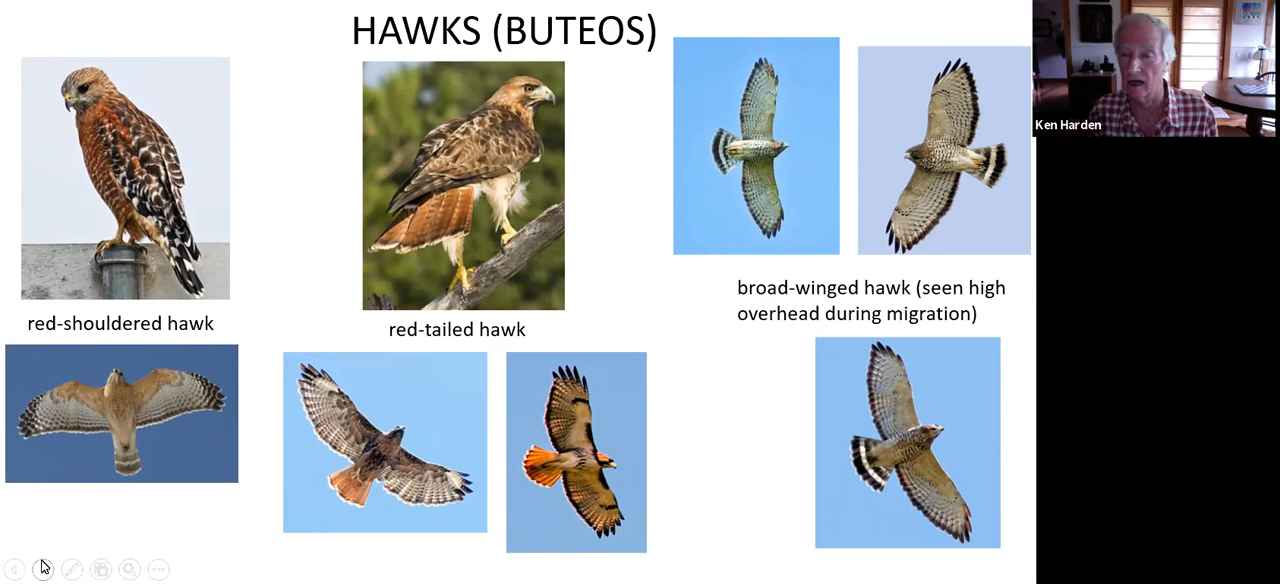 HAWKS (BUTEOS)
Ken Harden
red-shouldered hawk
red-tailed hawk
broad-winged hawk (seen high
overhead during migration)